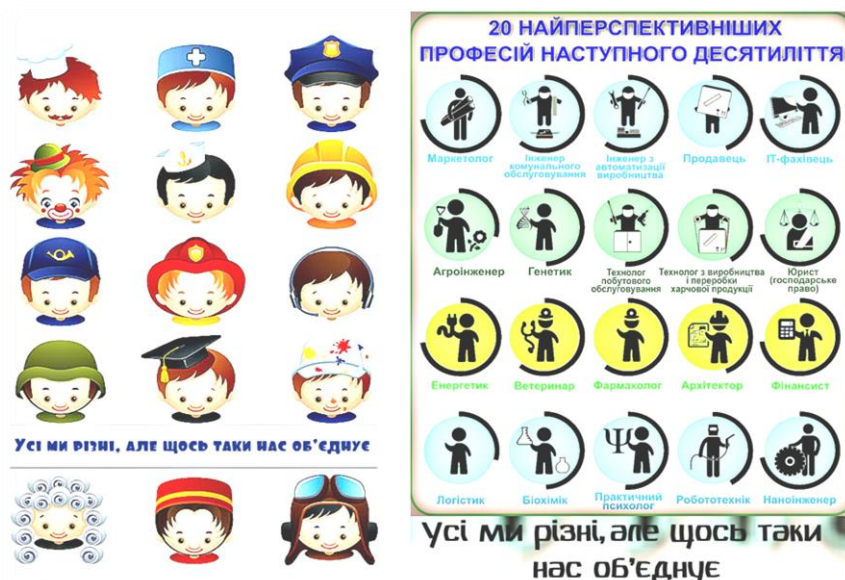 УСІ МИ РІЗНІ, АЛЕ ЩОСЬ ТАКИ НАС ОБ'ЄДНУЄ
20 НАЙПЕРСПЕКТИВНІШИХ
ПРОФЕСІЙ НАСТУПНОГО ДЕСЯТИЛІТТЯ
Маркетолог
Інженер
комунального
обслуговування
Інженер з
автоматизації
виробництва
Продавець
ІТ-фахівець
Агроінженер
Генетик
Технолог
побутового
обслуговування
Технолог з виробництва
і переробки
харчової продукції
Юрист
(господарське
право)
Енергетик
Ветеринар
Фармаколог
Архітектор
Фінансист
Логістик
Біохімік
Ψ
Практичний
психолог
Робототехнік
Наноінженер
Усі ми різні, але щось таки
нас об'єднує